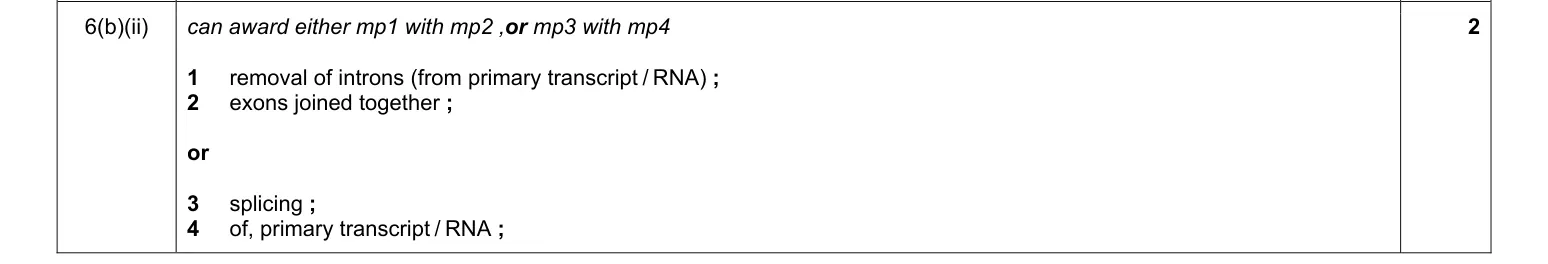 6(b)(ii) can award either mp1 with mp2 ,or mp3 with mp4 2
1 removal of introns (from primary transcript / RNA) ;
2 exons joined together ;
or
3 splicing ;
4 of, primary transcript / RNA ;